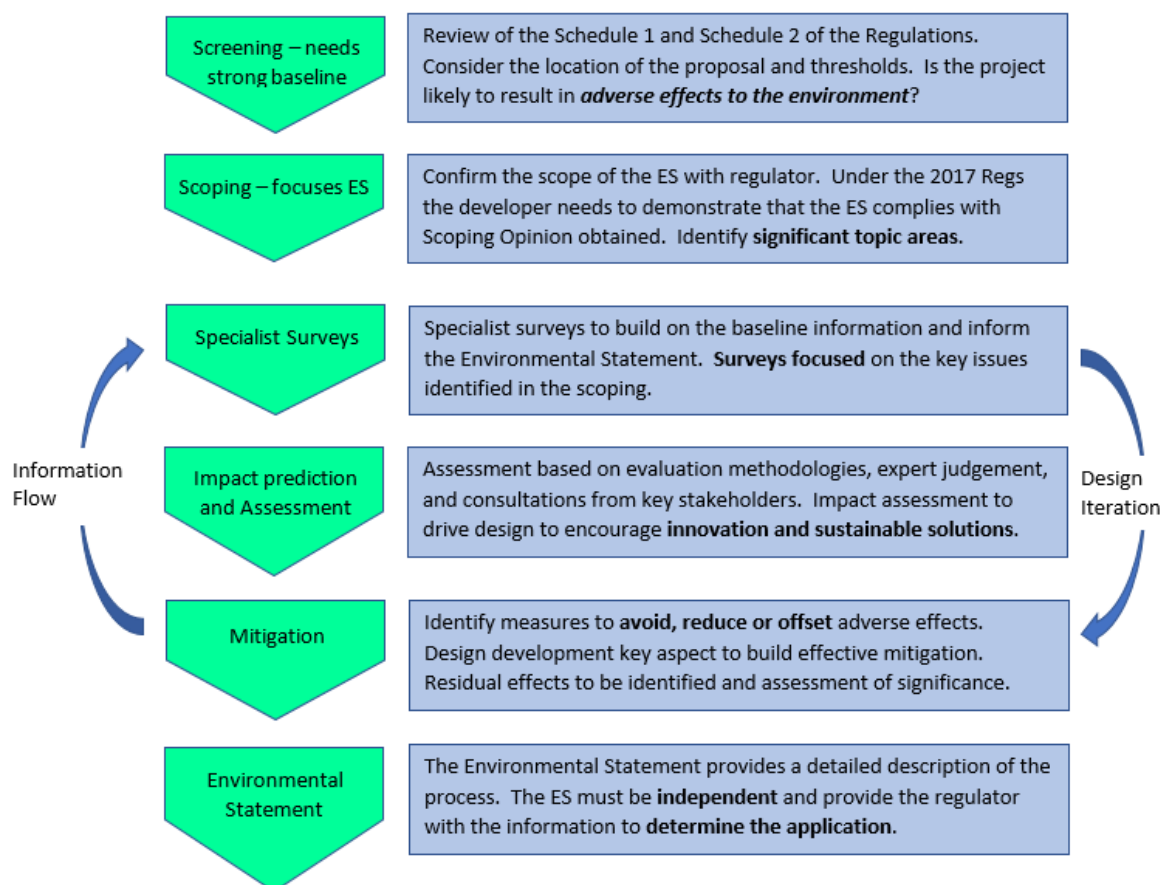 Screening – needs
strong baseline
Review of the Schedule 1 and Schedule 2 of the Regulations.
Consider the location of the proposal and thresholds.  Is the project
likely to result in adverse effects to the environment?
Scoping – focuses ES
Confirm the scope of the ES with regulator.  Under the 2017 Regs
the developer needs to demonstrate that the ES complies with
Scoping Opinion obtained.  Identify significant topic areas.
Specialist Surveys
Specialist surveys to build on the baseline information and inform
the Environmental Statement.  Surveys focused on the key issues
identified in the scoping.
Information
Flow
Impact prediction
and Assessment
Assessment based on evaluation methodologies, expert judgement,
and consultations from key stakeholders.  Impact assessment to
drive design to encourage innovation and sustainable solutions.
Design
Iteration
Mitigation
Identify measures to avoid, reduce or offset adverse effects.
Design development key aspect to build effective mitigation.
Residual effects to be identified and assessment of significance.
Environmental
Statement
The Environmental Statement provides a detailed description of the
process.  The ES must be independent and provide the regulator
with the information to determine the application.